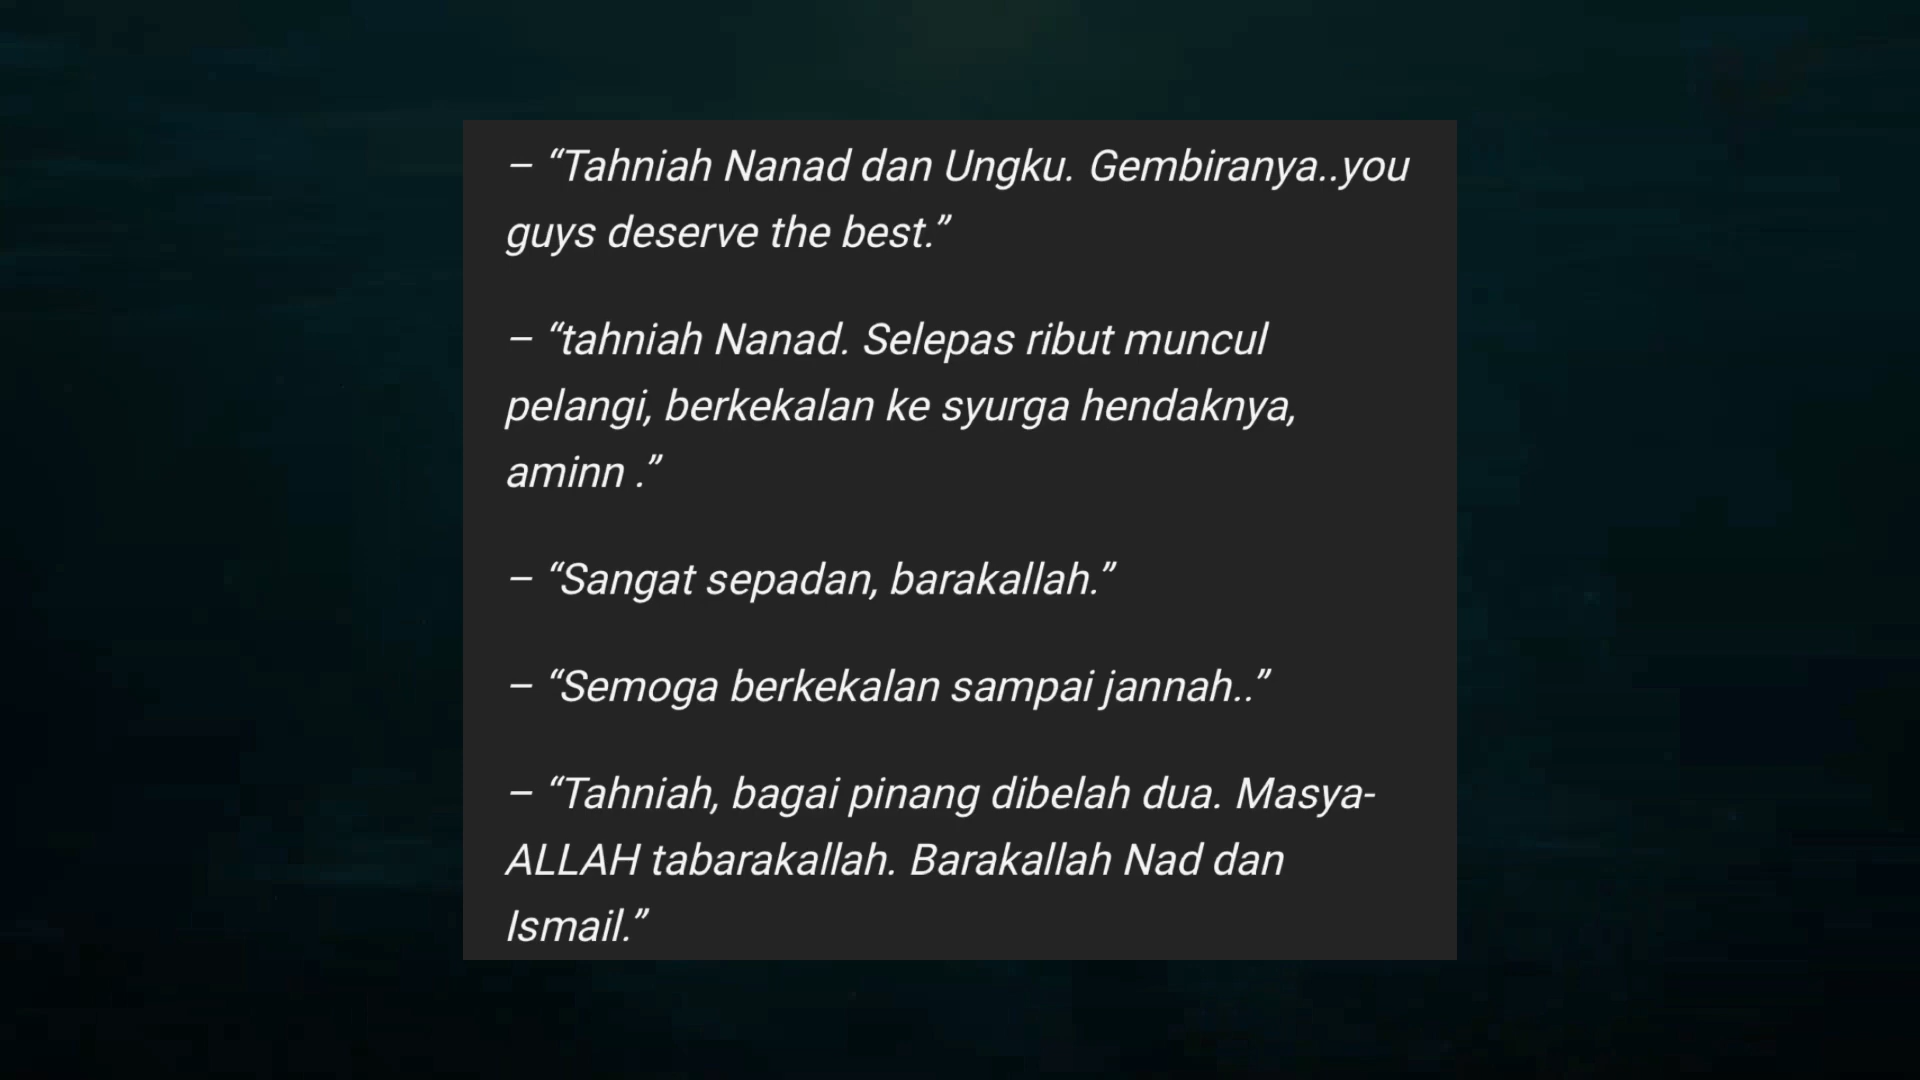 – “Tahniah Nanad dan Ungku. Gembiranya..you
guys deserve the best.”
– “tahniah Nanad. Selepas ribut muncul
pelangi, berkekalan ke syurga hendaknya,
aminn .”
– “Sangat sepadan, barakallah.”
– “Semoga berkekalan sampai jannah..”
– “Tahniah, bagai pinang dibelah dua. Masya-
ALLAH tabarakallah. Barakallah Nad dan
Ismail.”